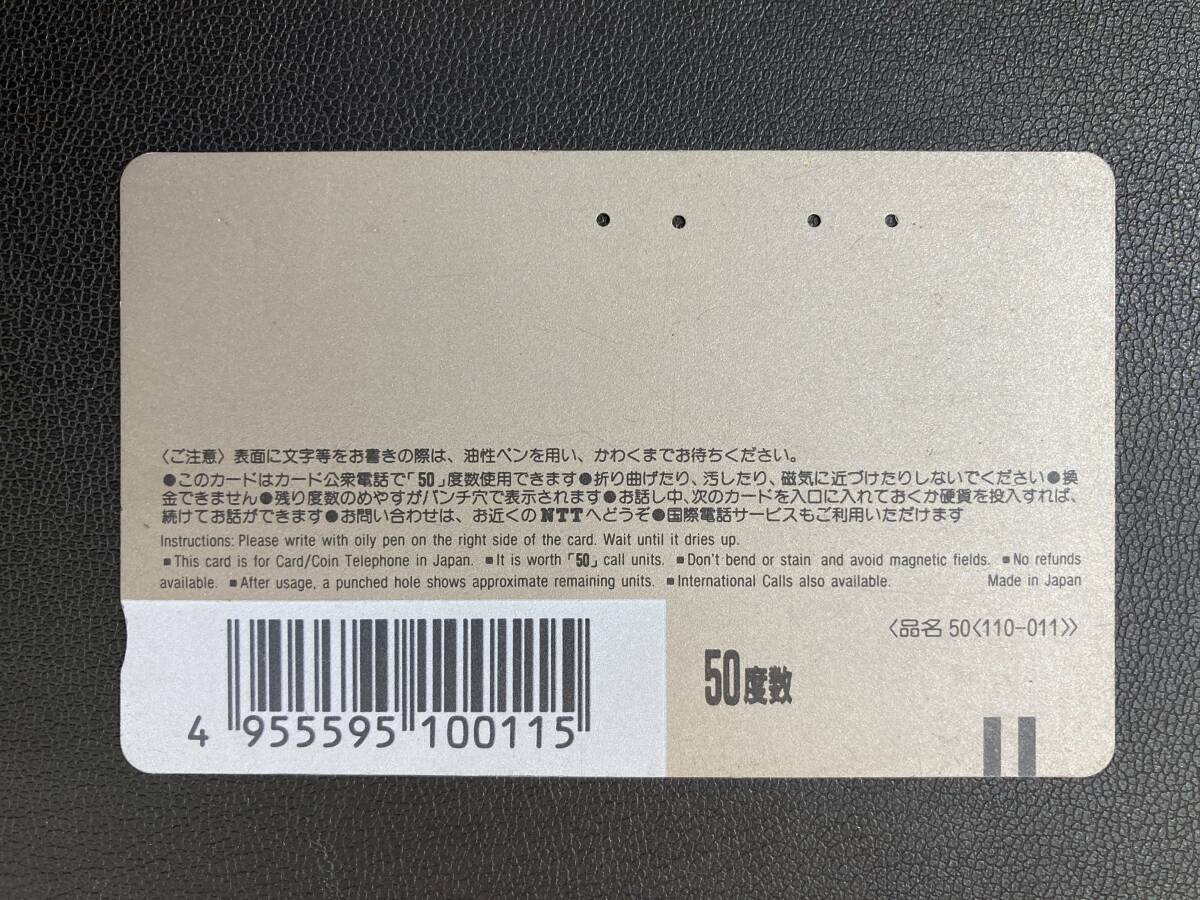 〈ご注意〉表面に文字等をお書きの際は、油性ペンを用い、かわくまでお待ちください。
●このカードはカード公衆電話で「50」度数使用できます●折り曲げたり、汚したり、磁気に近づけたりしないでください●換
金できません●残り度数のめやすがパンチ穴で表示されます●お話し中、次のカードを入口に入れておくか硬貨を投入すれば、
続けてお話ができます●お問い合わせは、お近くのNTTへどうぞ●国際電話サービスもご利用いただけます
Instructions: Please write with oily pen on the right side of the card. Wait until it dries up.
■This card is for Card/Coin Telephone in Japan. ■It is worth「50」call units. ■Don't bend or stain and avoid magnetic fields. ■No refunds
available. ■After usage, a punched hole shows approximate remaining units. ■International Calls also available. Made in Japan
〈品名 50〈110-011〉〉
50度数
4 955595 100115